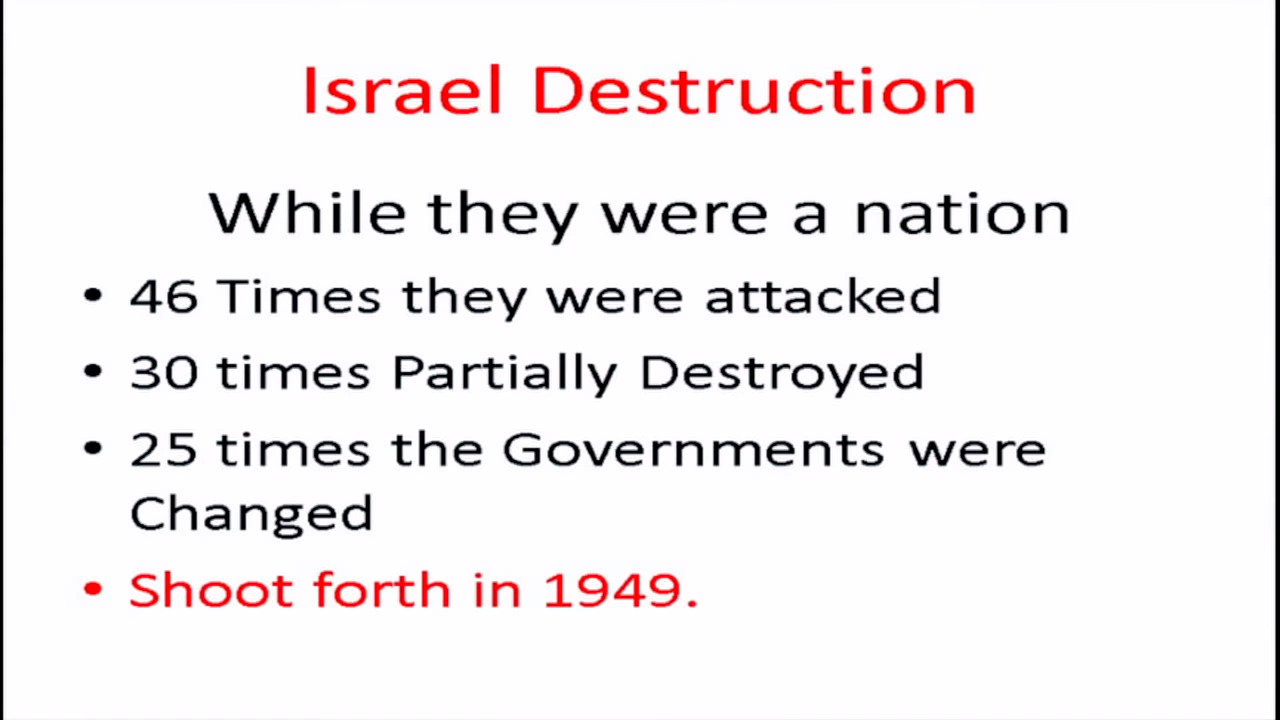 Israel Destruction
While they were a nation
• 46 Times they were attacked
• 30 times Partially Destroyed
• 25 times the Governments were
Changed
• Shoot forth in 1949.